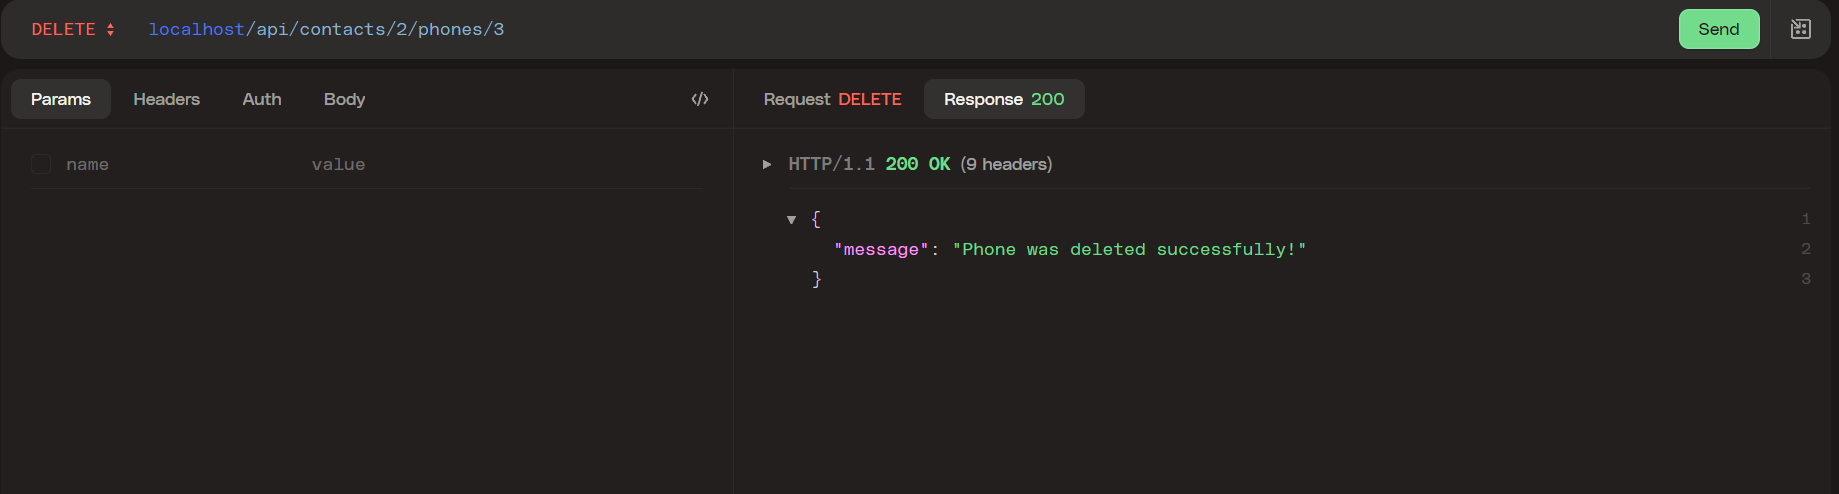 DELETE localhost/api/contacts/2/phones/3 Send
Params Headers Auth Body </>
name value
Request DELETE Response 200
HTTP/1.1 200 OK (9 headers)
{ 1
"message": "Phone was deleted successfully!" 2
} 3